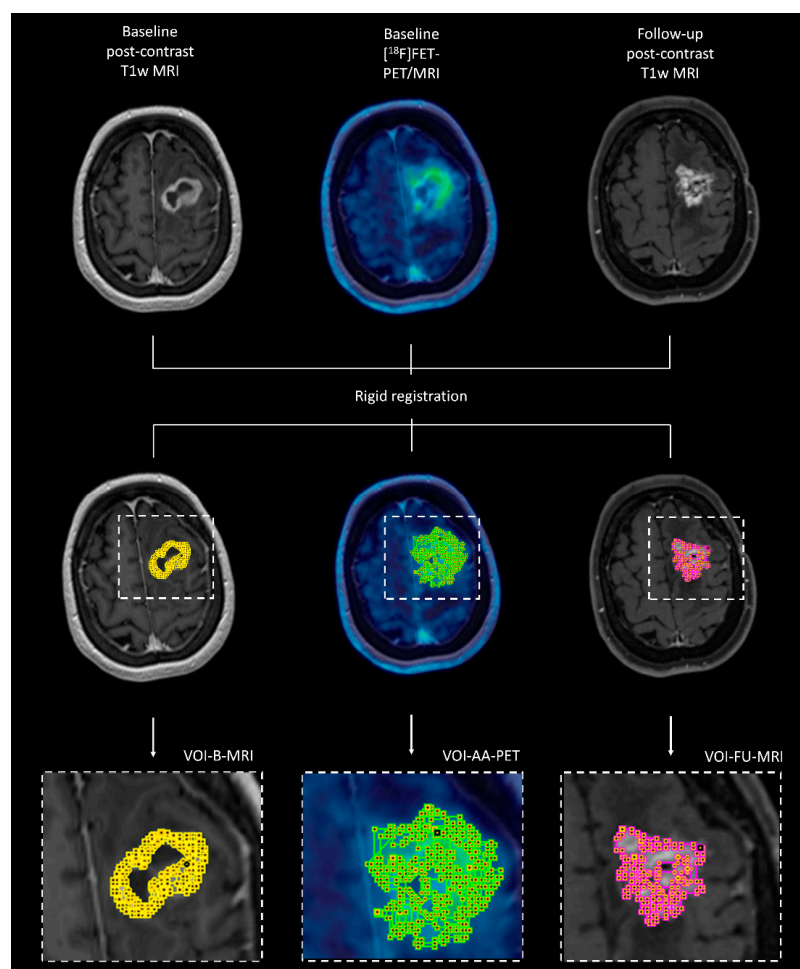 Baseline
post-contrast
T1w MRI
Baseline
[¹⁸F]FET-
PET/MRI
Follow-up
post-contrast
T1w MRI
Rigid registration
VOI-B-MRI
VOI-AA-PET
VOI-FU-MRI